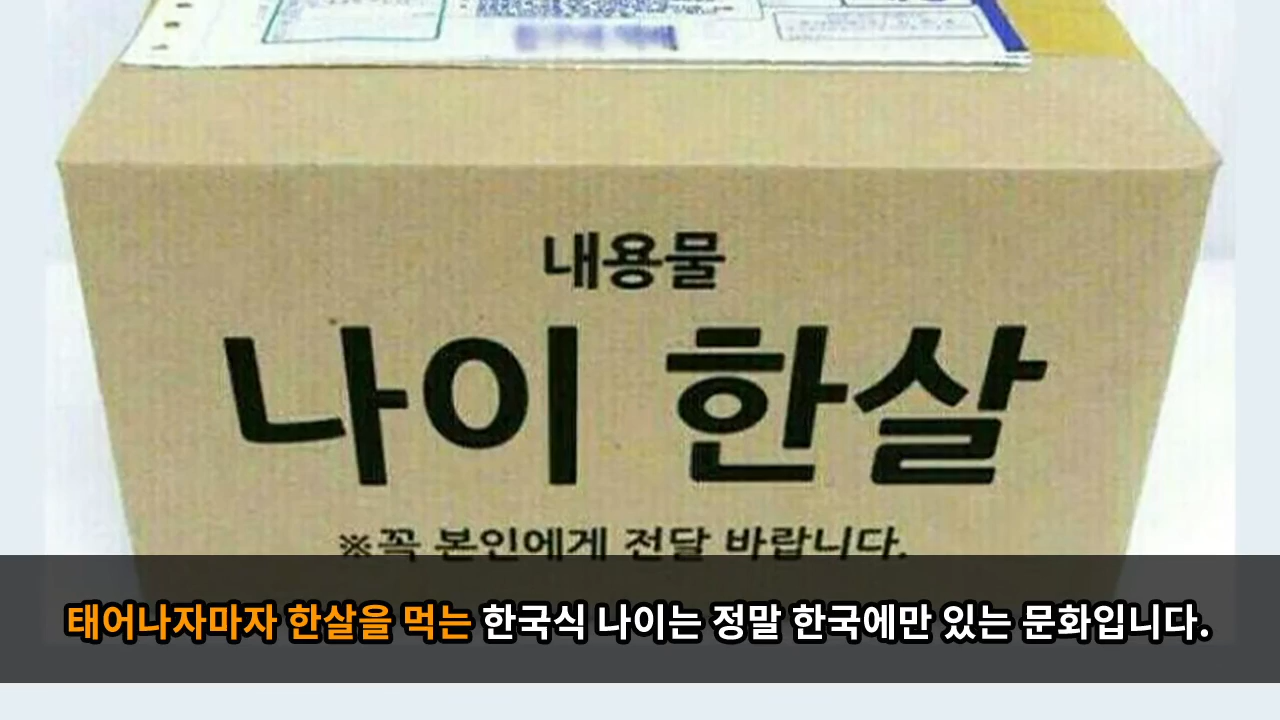 내용물
나이 한살
※꼭 본인에게 전달 바랍니다.
태어나자마자 한살을 먹는 한국식 나이는 정말 한국에만 있는 문화입니다.